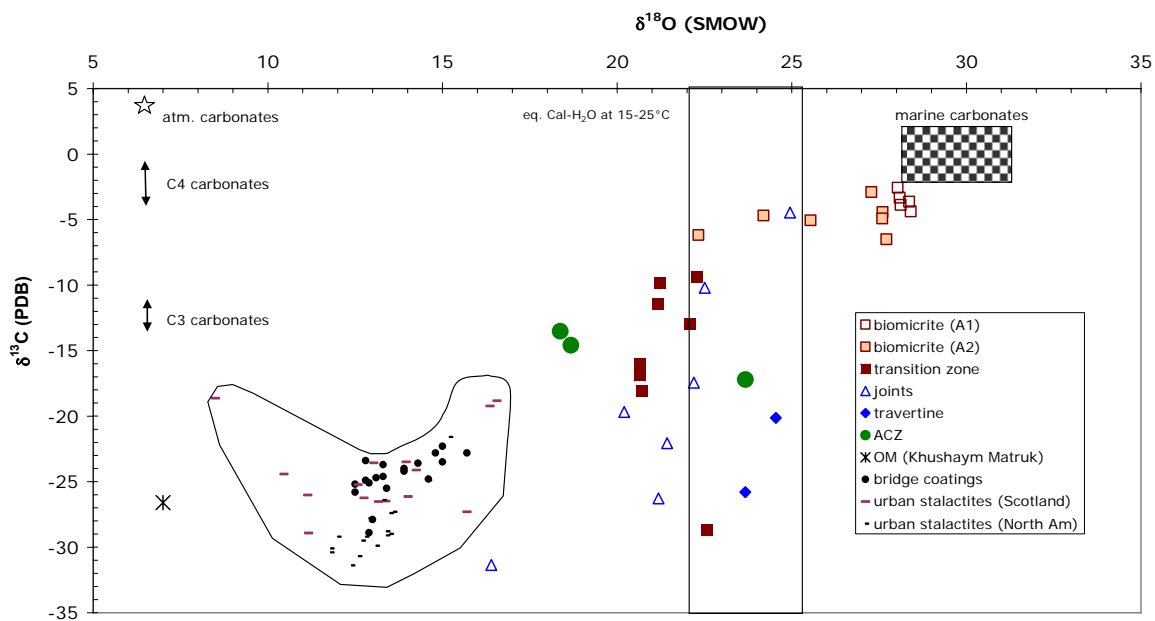 δ18O (SMOW)
5 10 15 20 25 30 35
5
0
-5
-10
-15
-20
-25
-30
-35
δ13C (PDB)
atm. carbonates
C4 carbonates
C3 carbonates
eq. Cal-H2O at 15-25°C
marine carbonates
biomicrite (A1)
biomicrite (A2)
transition zone
joints
travertine
ACZ
OM (Khushaym Matruk)
bridge coatings
urban stalactites (Scotland)
urban stalactites (North Am)